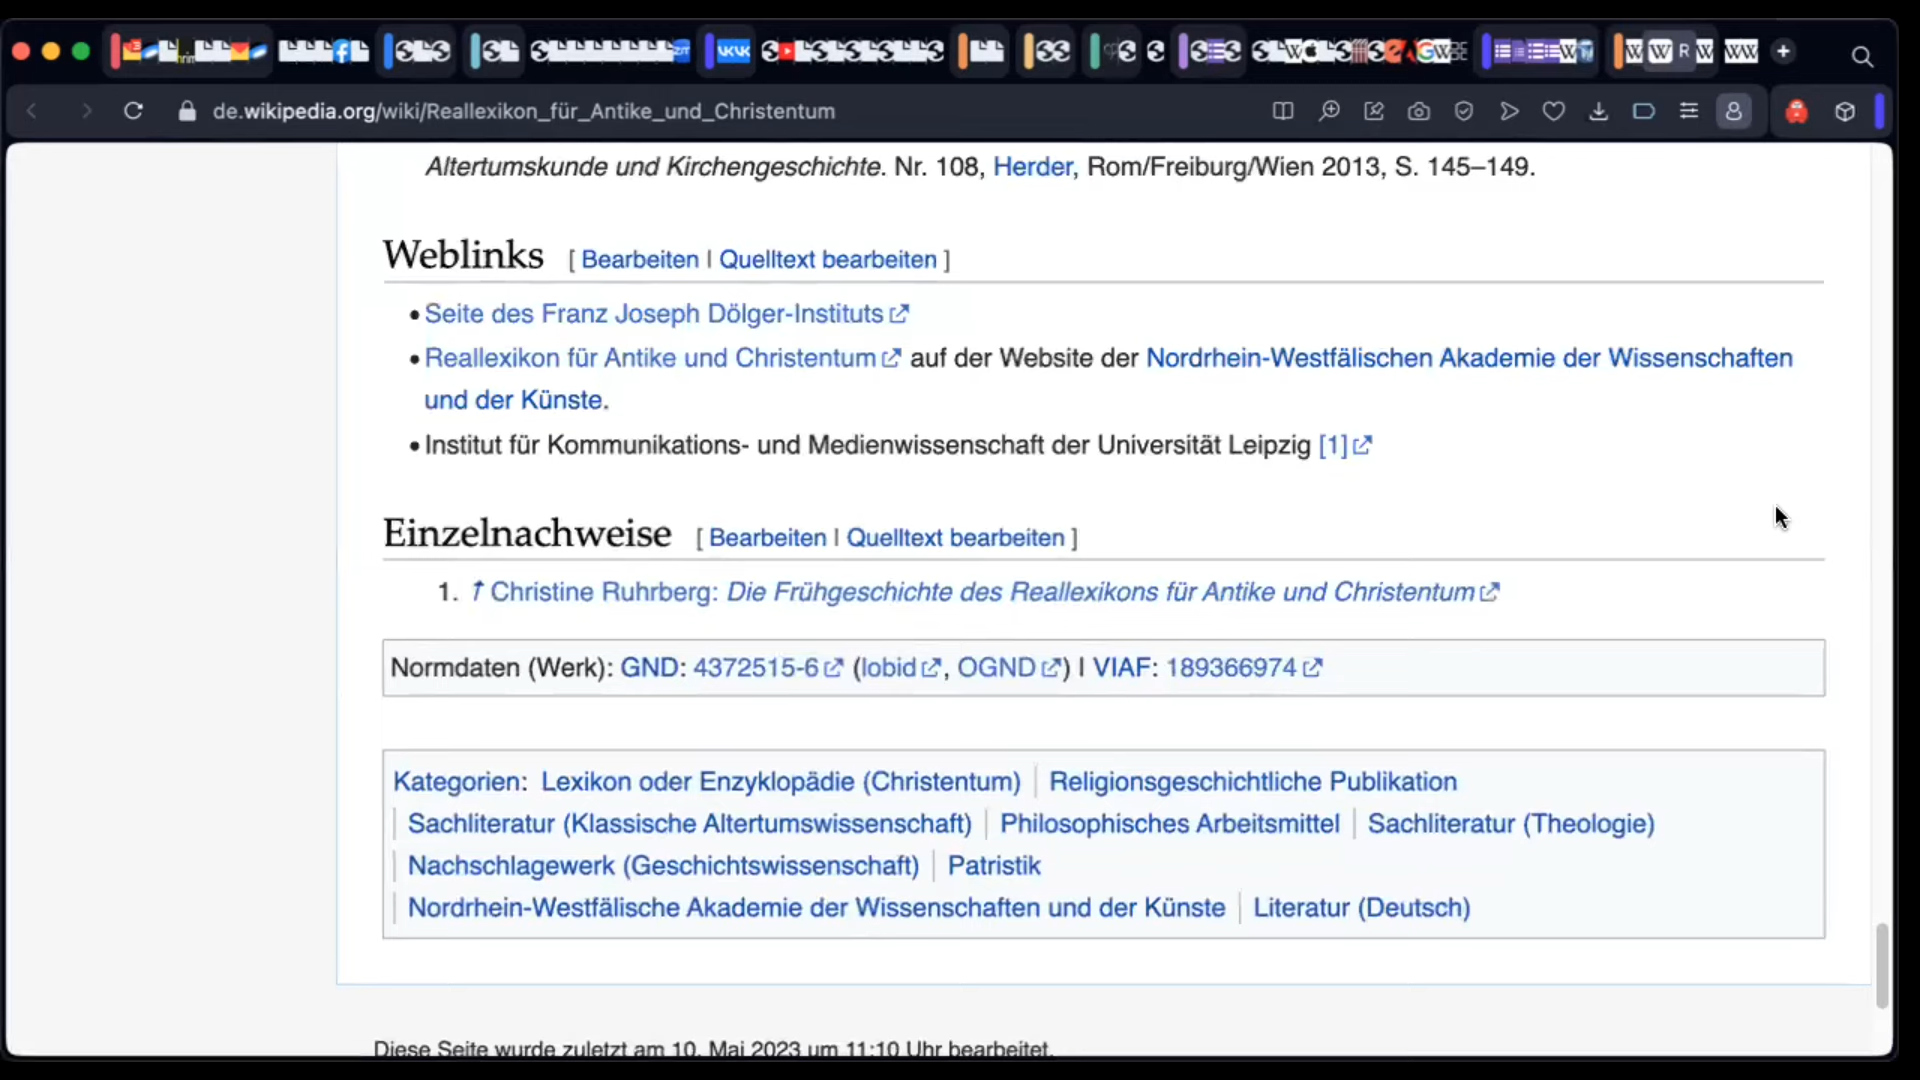 de.wikipedia.org/wiki/Reallexikon_für_Antike_und_Christentum
Altertumskunde und Kirchengeschichte. Nr. 108, Herder, Rom/Freiburg/Wien 2013, S. 145–149.
Weblinks [ Bearbeiten | Quelltext bearbeiten ]
• Seite des Franz Joseph Dölger-Instituts
• Reallexikon für Antike und Christentum auf der Website der Nordrhein-Westfälischen Akademie der Wissenschaften
und der Künste.
• Institut für Kommunikations- und Medienwissenschaft der Universität Leipzig [1]
Einzelnachweise [ Bearbeiten | Quelltext bearbeiten ]
1. ↑ Christine Ruhrberg: Die Frühgeschichte des Reallexikons für Antike und Christentum
Normdaten (Werk): GND: 4372515-6 (lobid, OGND) | VIAF: 189366974
Kategorien: Lexikon oder Enzyklopädie (Christentum) | Religionsgeschichtliche Publikation
| Sachliteratur (Klassische Altertumswissenschaft) | Philosophisches Arbeitsmittel | Sachliteratur (Theologie)
| Nachschlagewerk (Geschichtswissenschaft) | Patristik
| Nordrhein-Westfälische Akademie der Wissenschaften und der Künste | Literatur (Deutsch)
Diese Seite wurde zuletzt am 10. Mai 2023 um 11:10 Uhr bearbeitet.